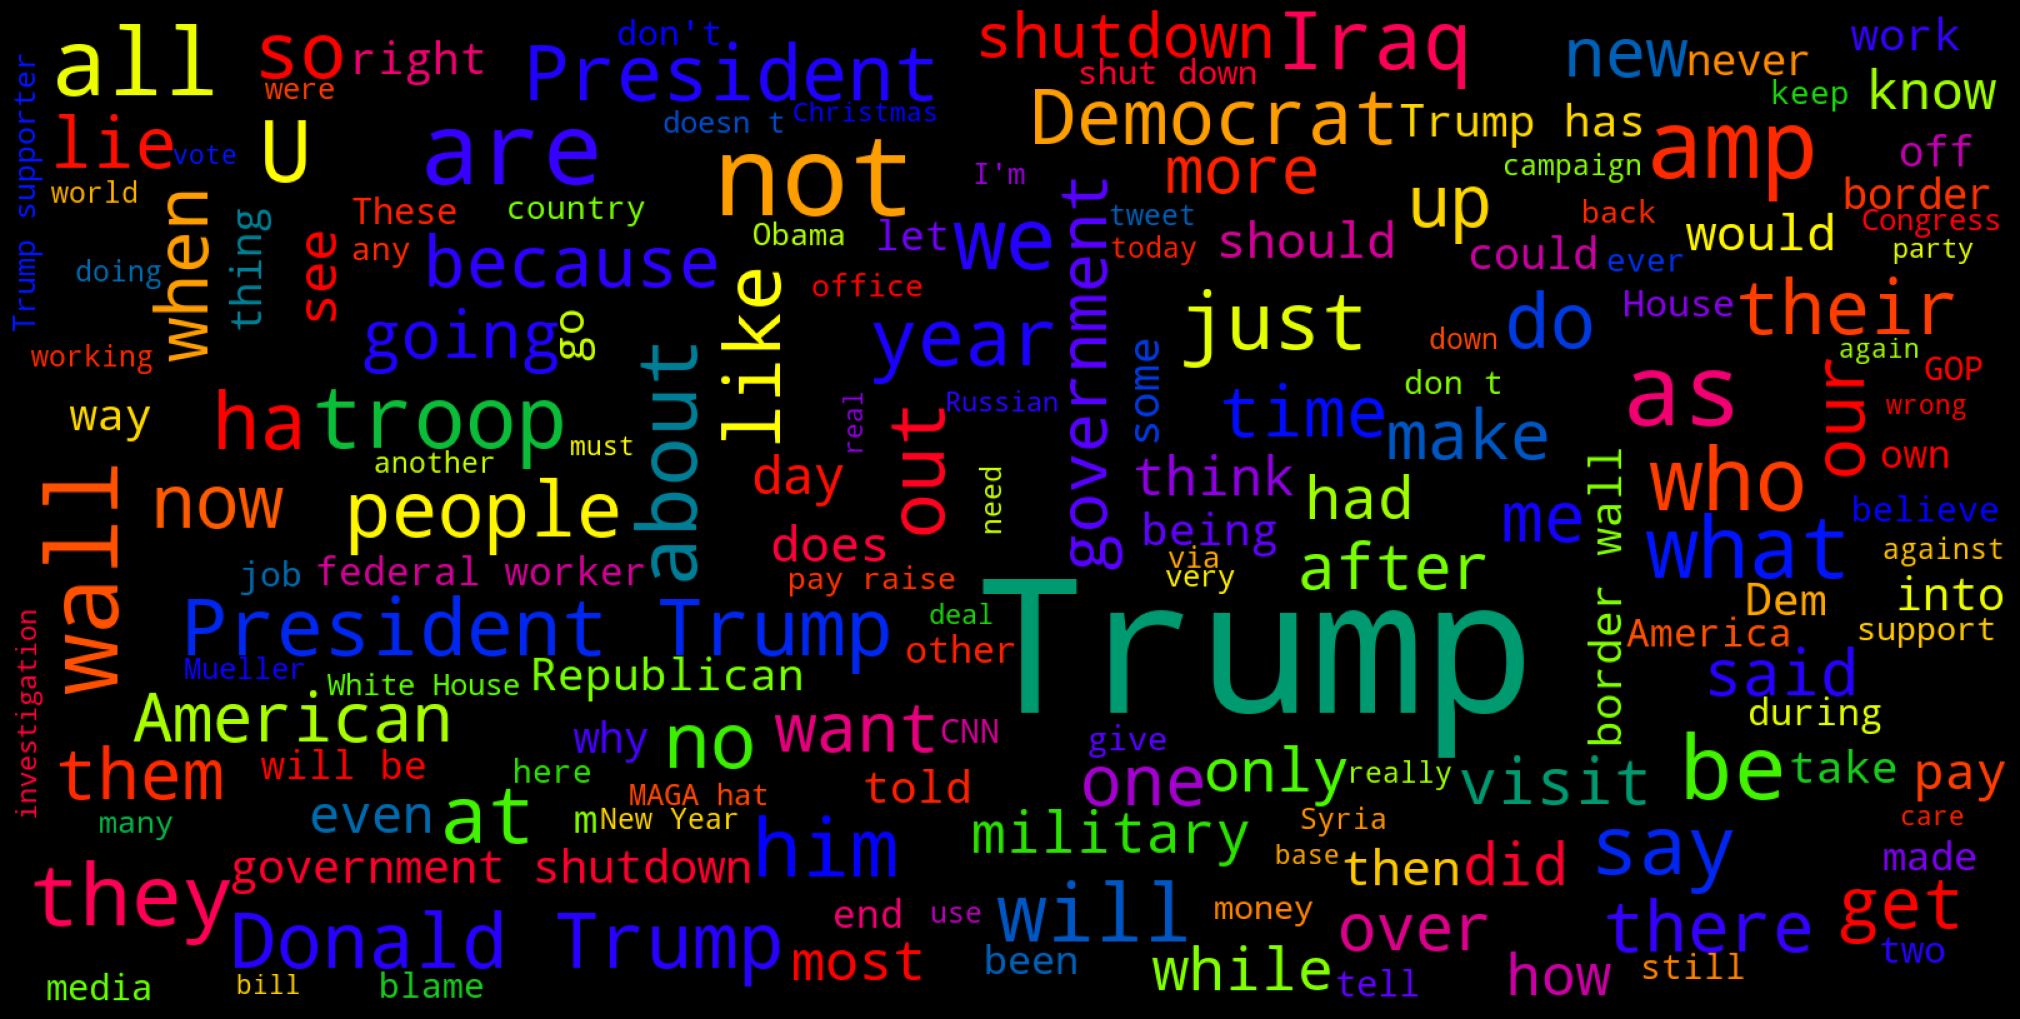 all
so
right
were
don't
President
shutdown
shut down
Iraq
new
never
work
keep
know
Trump supporter
lie
vote
U
are
doesn t
Christmas
not
Democrat
Trump has
amp
off
more
I'm
campaign
world
when
thing
These
country
any
see
because
Obama
let
we
government
tweet
today
should
up
back
could
ever
border
Congress
would
party
doing
working
going
go
like
office
year
just
down
do
House
their
again
GOP
way
ha
troop
must
another
about
real
out
Russian
some
time
don t
make
as
our
wrong
own
wall
now
people
day
does
need
think
being
had
me
border wall
who
what
believe
against
job
federal worker
pay raise
via
very
after
Dem
into
investigation
President Trump
deal
other
Trump
America
support
Mueller
White House
Republican
said
during
American
why
no
want
CNN
give
them
will be
here
MAGA hat
told
one
only
really
visit
be
take
pay
many
even
at
m
New Year
him
military
Syria
base
then
did
say
care
made
they
government shutdown
Donald Trump
end
use
will
money
over
there
get
two
most
been
while
tell
how
still
media
bill
blame